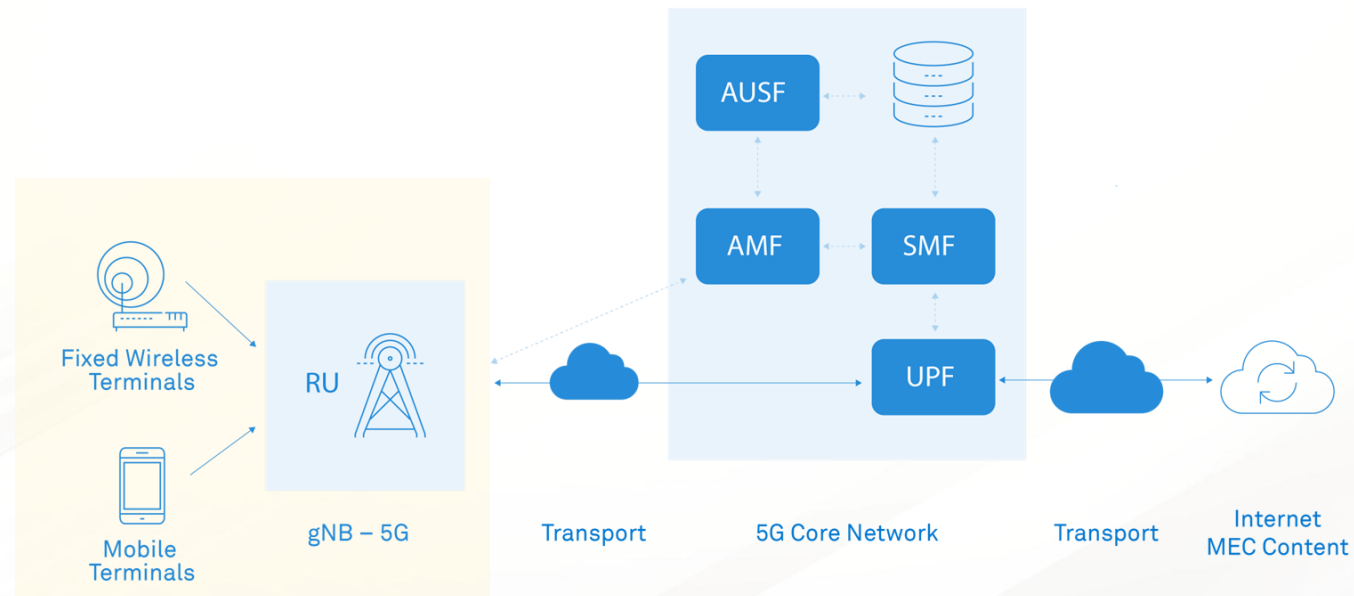 AUSF
AMF
SMF
Fixed Wireless
Terminals
RU
UPF
Mobile
Terminals
gNB – 5G
Transport
5G Core Network
Transport
Internet
MEC Content